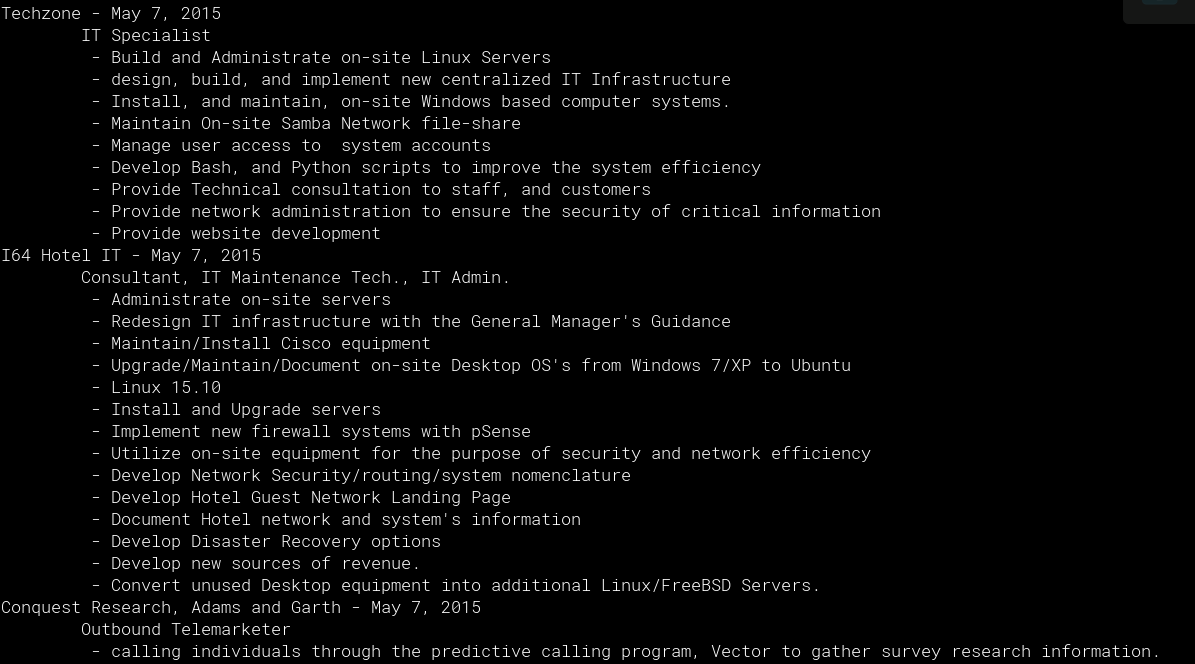 Techzone - May 7, 2015
IT Specialist
- Build and Administrate on-site Linux Servers
- design, build, and implement new centralized IT Infrastructure
- Install, and maintain, on-site Windows based computer systems.
- Maintain On-site Samba Network file-share
- Manage user access to  system accounts
- Develop Bash, and Python scripts to improve the system efficiency
- Provide Technical consultation to staff, and customers
- Provide network administration to ensure the security of critical information
- Provide website development
I64 Hotel IT - May 7, 2015
Consultant, IT Maintenance Tech., IT Admin.
- Administrate on-site servers
- Redesign IT infrastructure with the General Manager's Guidance
- Maintain/Install Cisco equipment
- Upgrade/Maintain/Document on-site Desktop OS's from Windows 7/XP to Ubuntu
- Linux 15.10
- Install and Upgrade servers
- Implement new firewall systems with pSense
- Utilize on-site equipment for the purpose of security and network efficiency
- Develop Network Security/routing/system nomenclature
- Develop Hotel Guest Network Landing Page
- Document Hotel network and system's information
- Develop Disaster Recovery options
- Develop new sources of revenue.
- Convert unused Desktop equipment into additional Linux/FreeBSD Servers.
Conquest Research, Adams and Garth - May 7, 2015
Outbound Telemarketer
- calling individuals through the predictive calling program, Vector to gather survey research information.